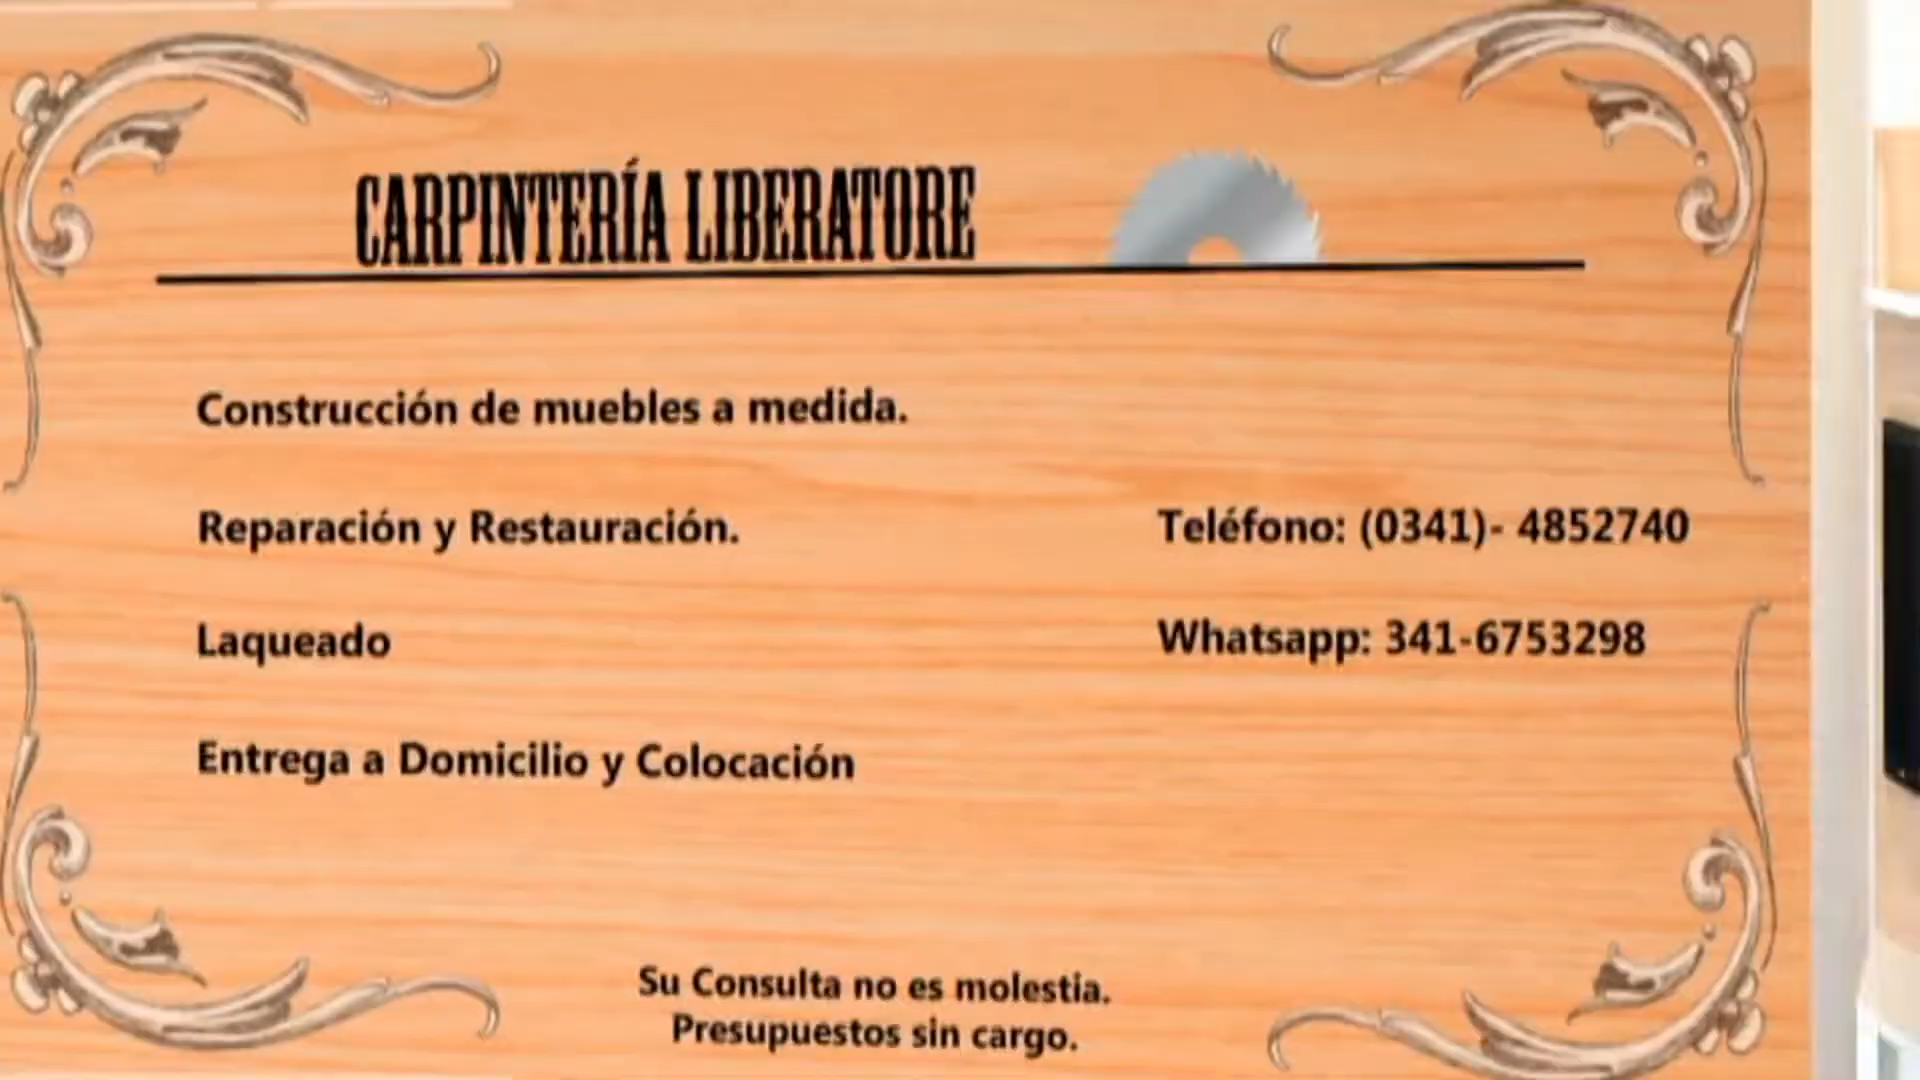 CARPINTERÍA LIBERATORE
Construcción de muebles a medida.
Reparación y Restauración.
Teléfono: (0341)- 4852740
Laqueado
Whatsapp: 341-6753298
Entrega a Domicilio y Colocación
Su Consulta no es molestia.
Presupuestos sin cargo.